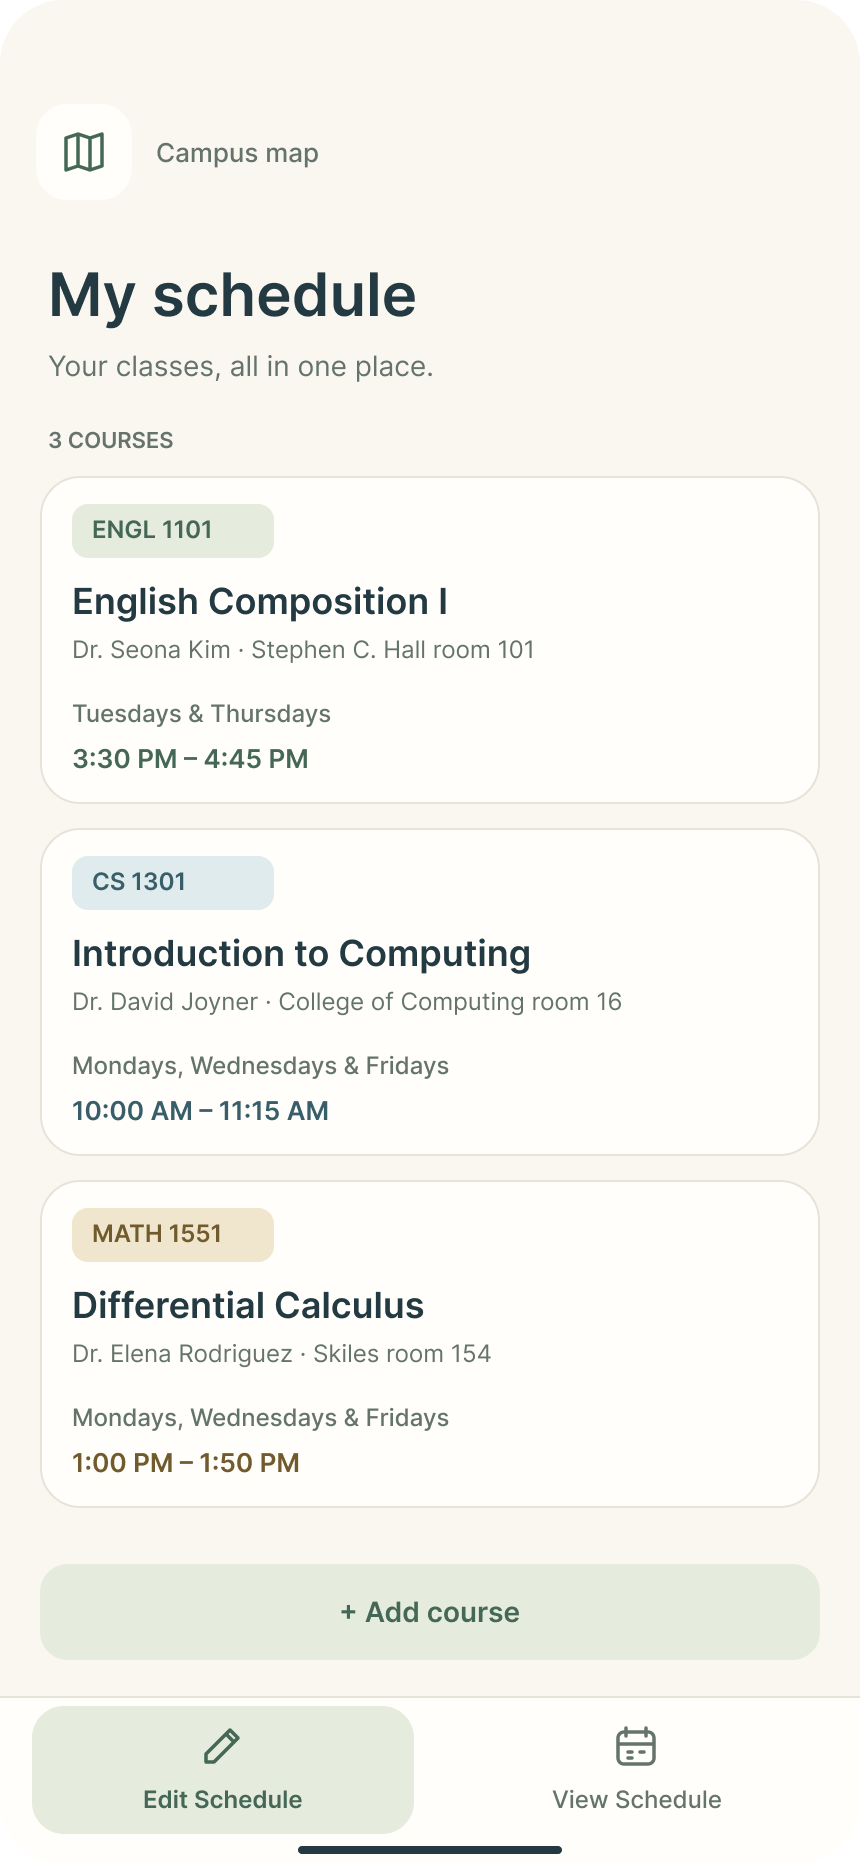 Campus map
My schedule
Your classes, all in one place.
3 COURSES
ENGL 1101
English Composition I
Dr. Seona Kim · Stephen C. Hall room 101
Tuesdays & Thursdays
3:30 PM – 4:45 PM
CS 1301
Introduction to Computing
Dr. David Joyner · College of Computing room 16
Mondays, Wednesdays & Fridays
10:00 AM – 11:15 AM
MATH 1551
Differential Calculus
Dr. Elena Rodriguez · Skiles room 154
Mondays, Wednesdays & Fridays
1:00 PM – 1:50 PM
+ Add course
Edit Schedule
View Schedule